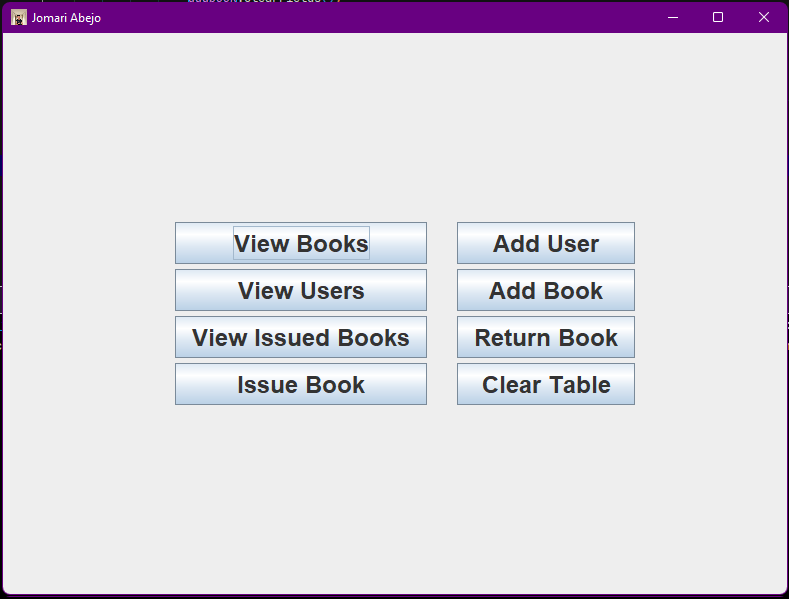 Jomari Abejo
View Books
Add User
View Users
Add Book
View Issued Books
Return Book
Issue Book
Clear Table